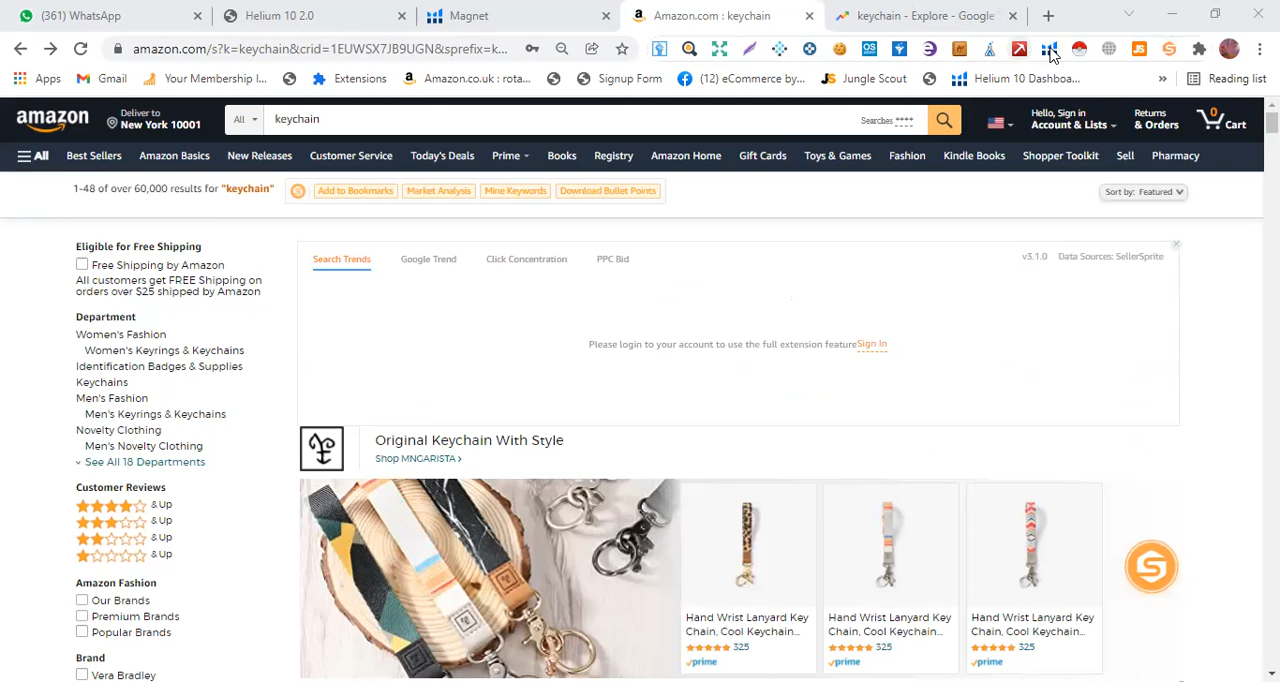 (361) WhatsApp
Helium 10 2.0
Magnet
Amazon.com : keychain
keychain - Explore - Google
amazon.com/s?k=keychain&crid=1EUWSX7JB9UGN&sprefix=k...
Apps
Gmail
Your Membership I...
Extensions
Amazon.co.uk : rota...
Signup Form
(12) eCommerce by...
Jungle Scout
Helium 10 Dashboa...
»
Reading list
amazon
Deliver to
New York 10001
All
keychain
Searches ****
Hello, Sign in
Account & Lists
Returns
& Orders
0
Cart
All
Best Sellers
Amazon Basics
New Releases
Customer Service
Today's Deals
Prime
Books
Registry
Amazon Home
Gift Cards
Toys & Games
Fashion
Kindle Books
Shopper Toolkit
Sell
Pharmacy
1-48 of over 60,000 results for "keychain"
Add to Bookmarks
Market Analysis
Mine Keywords
Download Bullet Points
Sort by: Featured
Eligible for Free Shipping
Free Shipping by Amazon
All customers get FREE Shipping on
orders over $25 shipped by Amazon
Department
Women's Fashion
Women's Keyrings & Keychains
Identification Badges & Supplies
Keychains
Men's Fashion
Men's Keyrings & Keychains
Novelty Clothing
Men's Novelty Clothing
See All 18 Departments
Customer Reviews
& Up
& Up
& Up
& Up
Amazon Fashion
Our Brands
Premium Brands
Popular Brands
Brand
Vera Bradley
Search Trends
Google Trend
Click Concentration
PPC Bid
v3.1.0
Data Sources: SellerSprite
Please login to your account to use the full extension featureSign In
Original Keychain With Style
Shop MNGARISTA
Hand Wrist Lanyard Key
Chain, Cool Keychain...
325
prime
Hand Wrist Lanyard Key
Chain, Cool Keychain...
325
prime
Hand Wrist Lanyard Key
Chain, Cool Keychain...
325
prime